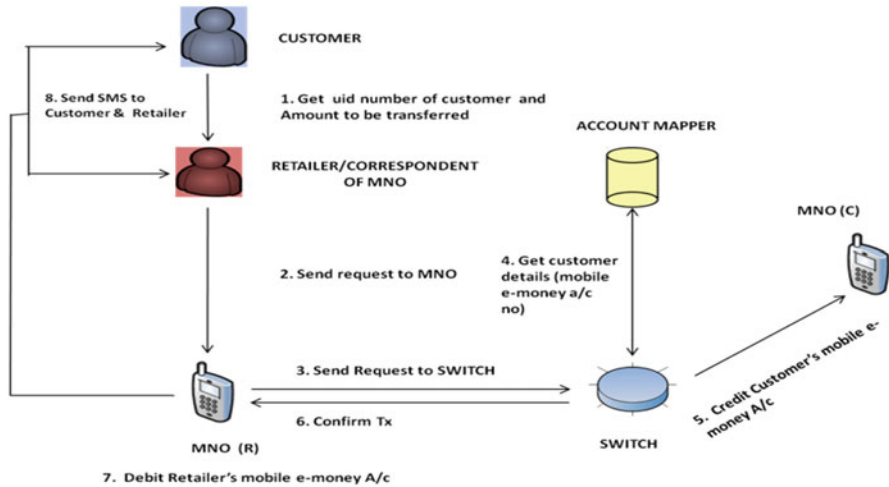 CUSTOMER
8. Send SMS to
Customer & Retailer
1. Get uid number of customer and
Amount to be transferred
ACCOUNT MAPPER
RETAILER/CORRESPONDENT
OF MNO
MNO (C)
2. Send request to MNO
4. Get customer
details (mobile
e-money a/c
no)
3. Send Request to SWITCH
5. Credit Customer's mobile e-
money A/c
6. Confirm Tx
MNO (R)
SWITCH
7. Debit Retailer's mobile e-money A/c